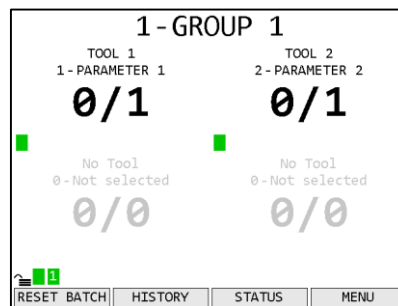 1-GROUP 1
TOOL 1 TOOL 2
1-PARAMETER 1 2-PARAMETER 2
0/1 0/1
No Tool No Tool
0-Not selected 0-Not selected
0/0 0/0
1
RESET BATCH HISTORY STATUS MENU